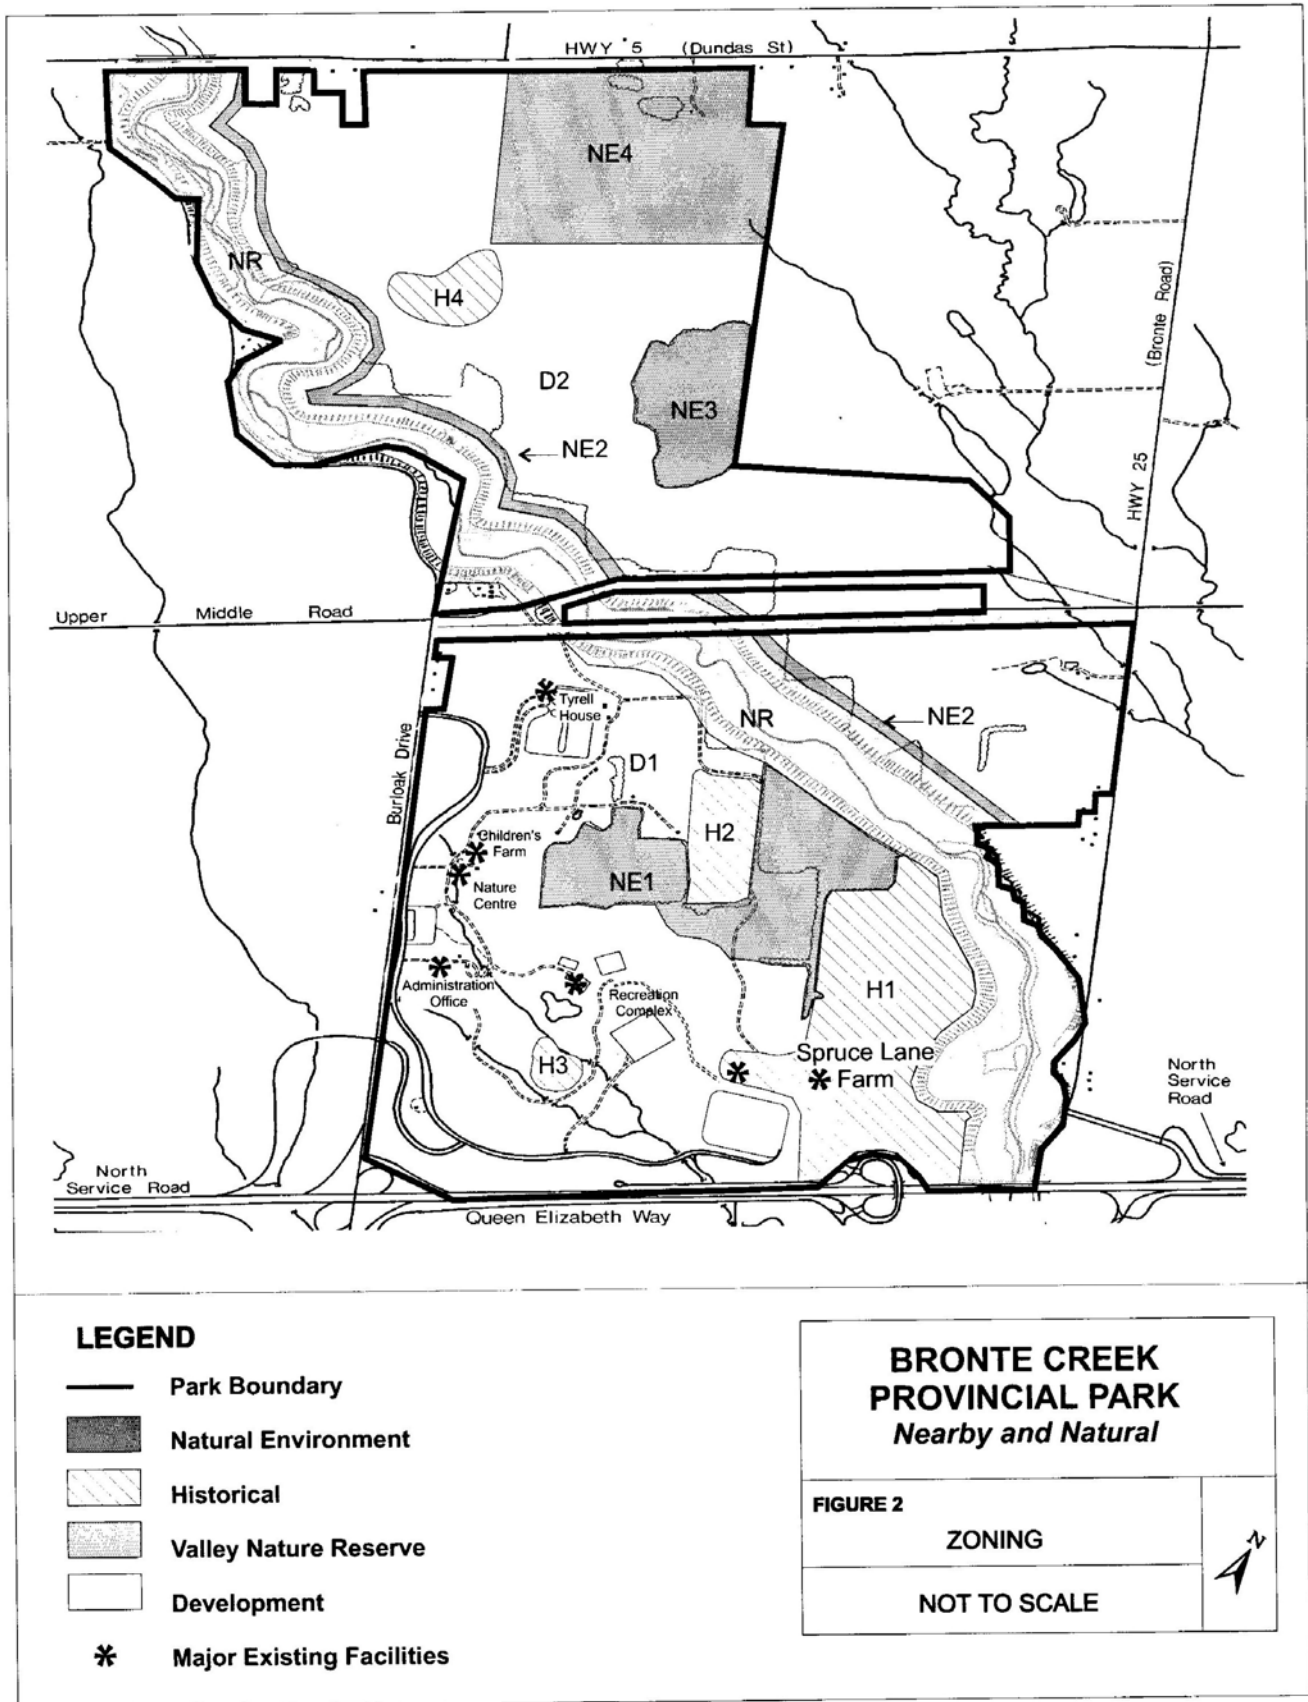 HWY 5 (Dundas St)
NE4
NR
H4
(Bronte Road)
D2
NE3
NE2
HWY 25
Upper Middle Road
Tyrell
House
NR
NE2
Burloak Drive
D1
H2
Children's
Farm
NE1
Nature
Centre
Administration
Office
Recreation
Complex
H1
H3
Spruce Lane
Farm
North
Service
Road
North
Service Road
Queen Elizabeth Way
LEGEND
Park Boundary
Natural Environment
Historical
Valley Nature Reserve
Development
Major Existing Facilities
BRONTE CREEK
PROVINCIAL PARK
Nearby and Natural
FIGURE 2
ZONING
N
NOT TO SCALE